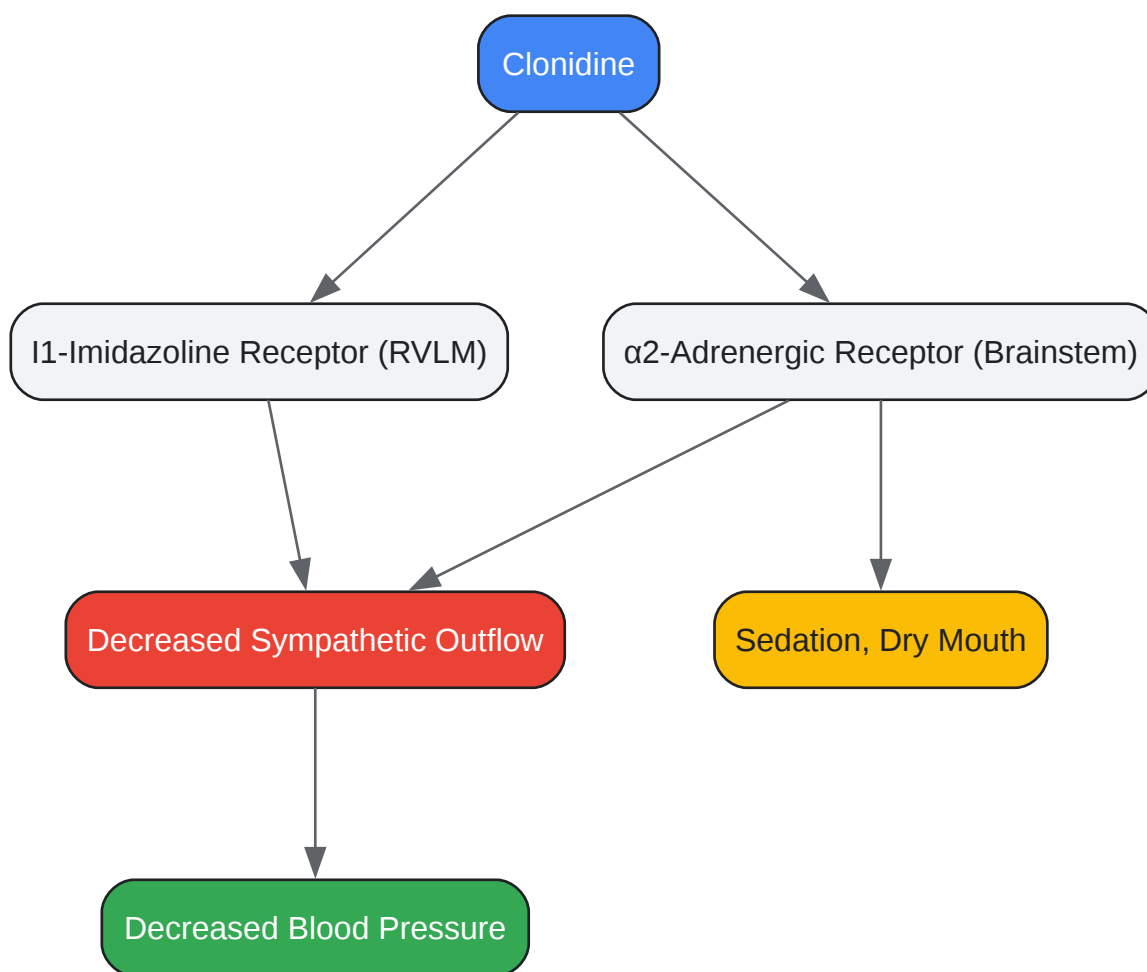 Clonidine
I1-Imidazoline Receptor (RVLM)
α2-Adrenergic Receptor (Brainstem)
Decreased Sympathetic Outflow
Sedation, Dry Mouth
Decreased Blood Pressure